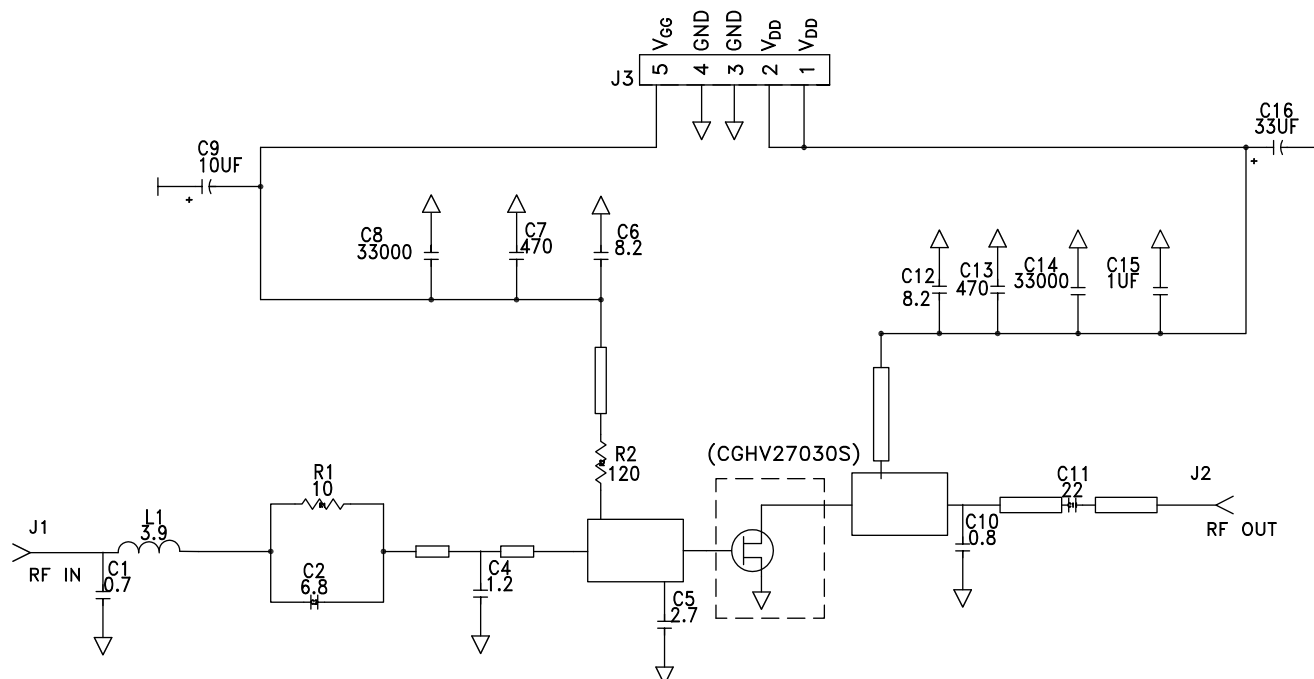 VGG
GND
GND
VDD
VDD
J3
5
4
3
2
1
C9
10UF
+
C16
33UF
+
C8
33000
C7
470
C6
8.2
C12
8.2
C13
470
C14
33000
C15
1UF
R2
120
(CGHV27030S)
R1
10
J1
RF IN
L1
3.9
C1
0.7
C2
6.8
C4
1.2
C5
2.7
C10
0.8
C11
22
J2
RF OUT